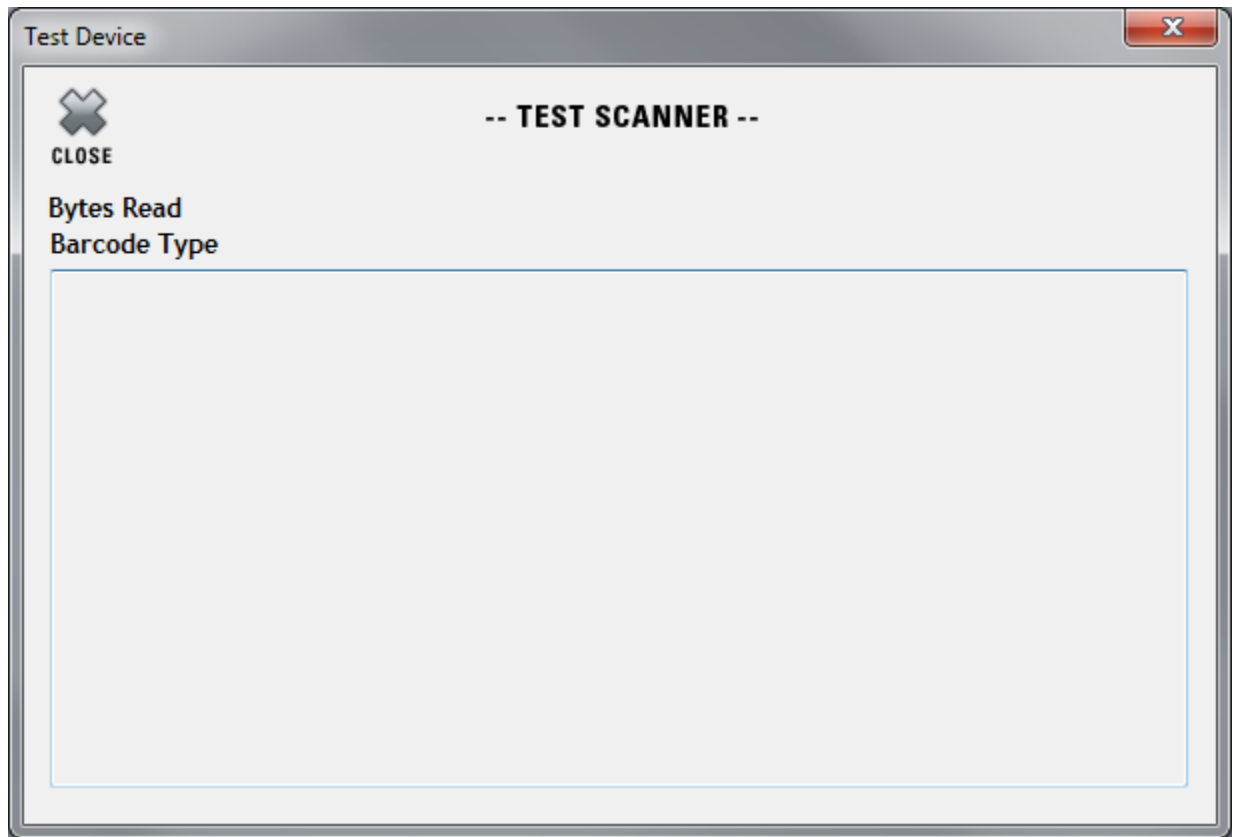 Test Device
-- TEST SCANNER --
CLOSE
Bytes Read
Barcode Type